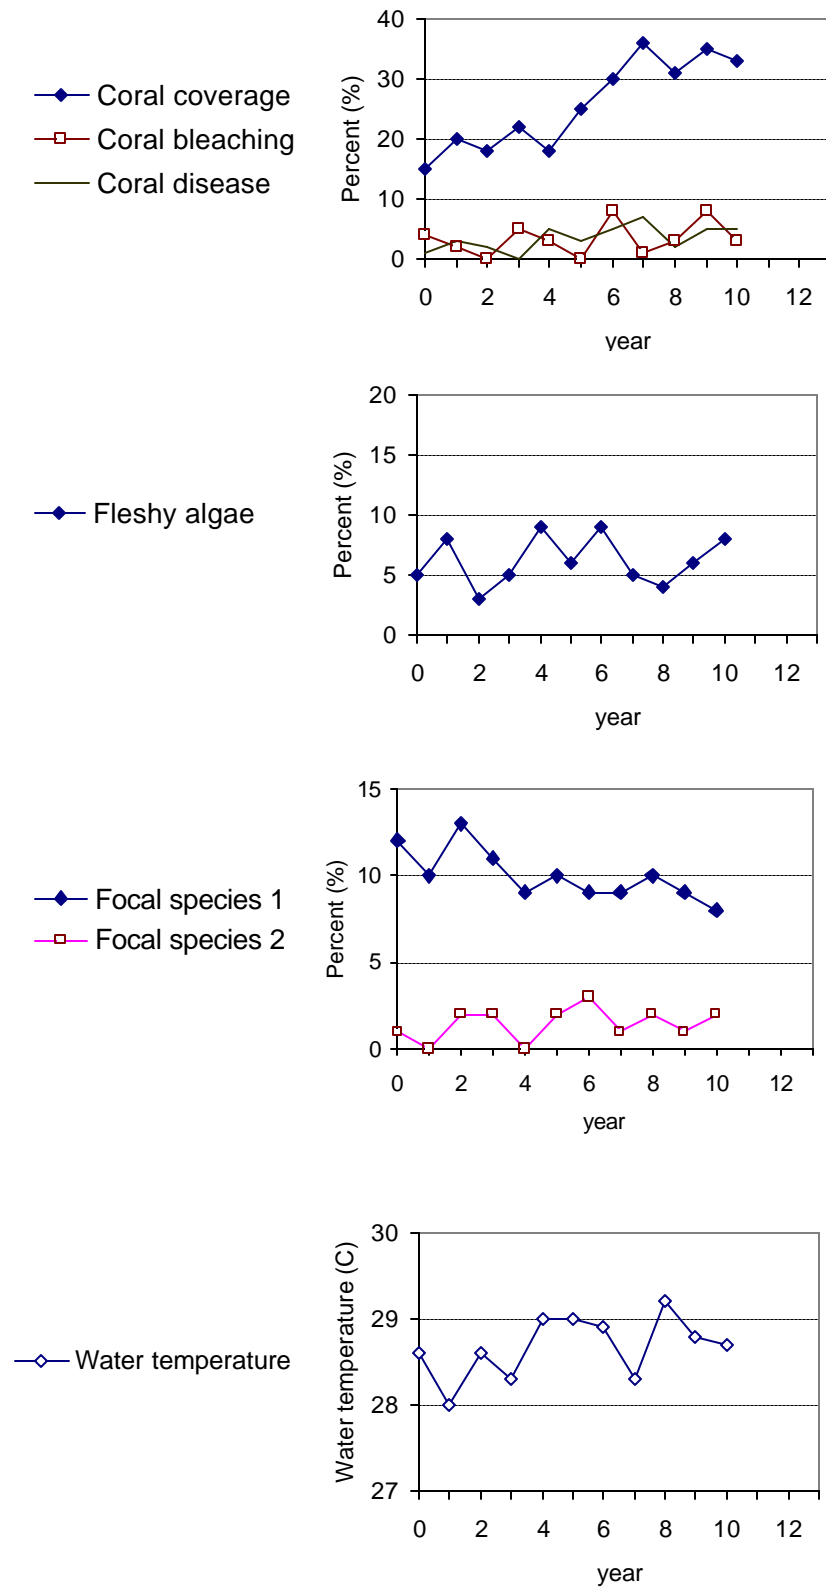 Coral coverage
Coral bleaching
Coral disease
Percent (%)
40
30
20
10
0
0 2 4 6 8 10 12
year
Fleshy algae
Percent (%)
20
15
10
5
0
0 2 4 6 8 10 12
year
Focal species 1
Focal species 2
Percent (%)
15
10
5
0
0 2 4 6 8 10 12
year
Water temperature
Water temperature (C)
30
29
28
27
0 2 4 6 8 10 12
year